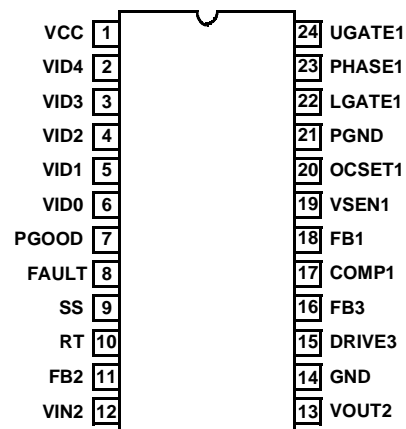 VCC 1 24 UGATE1
VID4 2 23 PHASE1
VID3 3 22 LGATE1
VID2 4 21 PGND
VID1 5 20 OCSET1
VID0 6 19 VSEN1
PGOOD 7 18 FB1
FAULT 8 17 COMP1
SS 9 16 FB3
RT 10 15 DRIVE3
FB2 11 14 GND
VIN2 12 13 VOUT2